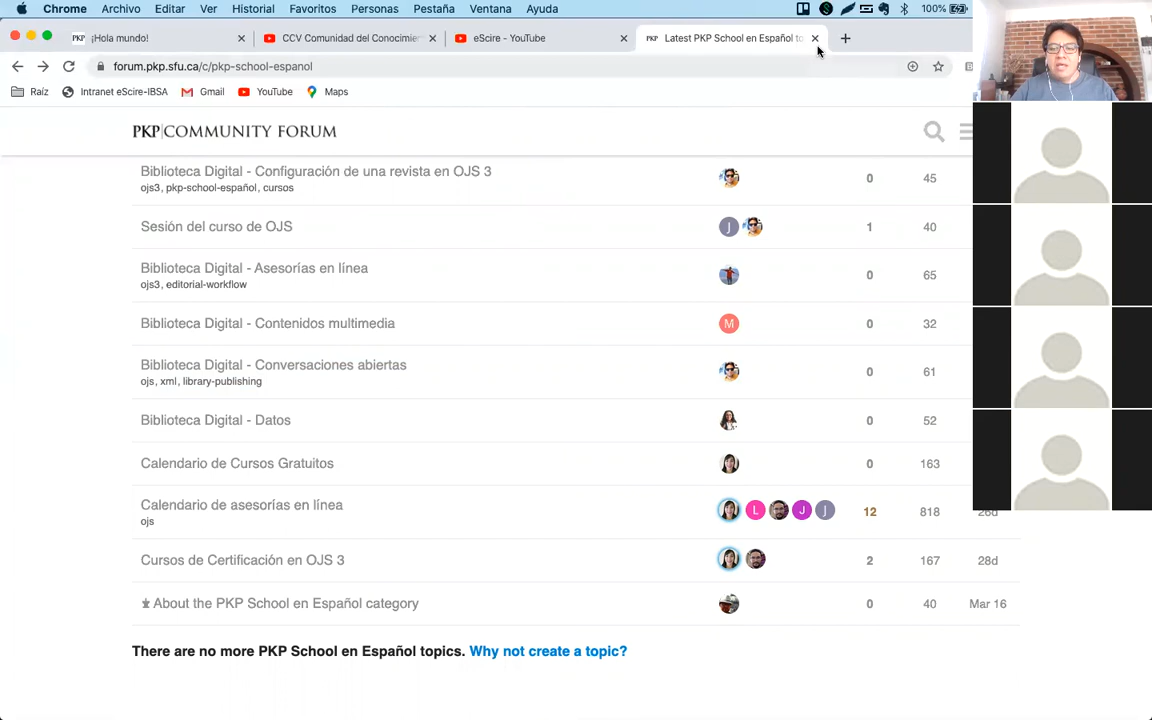 Chrome Archivo Editar Ver Historial Favoritos Personas Pestaña Ventana Ayuda 100%
PKP ¡Hola mundo!
CCV Comunidad del Conocimie
eScire - YouTube
PKP Latest PKP School en Español to
forum.pkp.sfu.ca/c/pkp-school-espanol
Raíz Intranet eScire-IBSA Gmail YouTube Maps
PKP|COMMUNITY FORUM
Biblioteca Digital - Configuración de una revista en OJS 3 0 45
ojs3, pkp-school-español, cursos
Sesión del curso de OJS J 1 40
Biblioteca Digital - Asesorías en línea 0 65
ojs3, editorial-workflow
Biblioteca Digital - Contenidos multimedia M 0 32
Biblioteca Digital - Conversaciones abiertas 0 61
ojs, xml, library-publishing
Biblioteca Digital - Datos 0 52
Calendario de Cursos Gratuitos 0 163
Calendario de asesorías en línea L J J 12 818 26d
ojs
Cursos de Certificación en OJS 3 2 167 28d
About the PKP School en Español category 0 40 Mar 16
There are no more PKP School en Español topics. Why not create a topic?